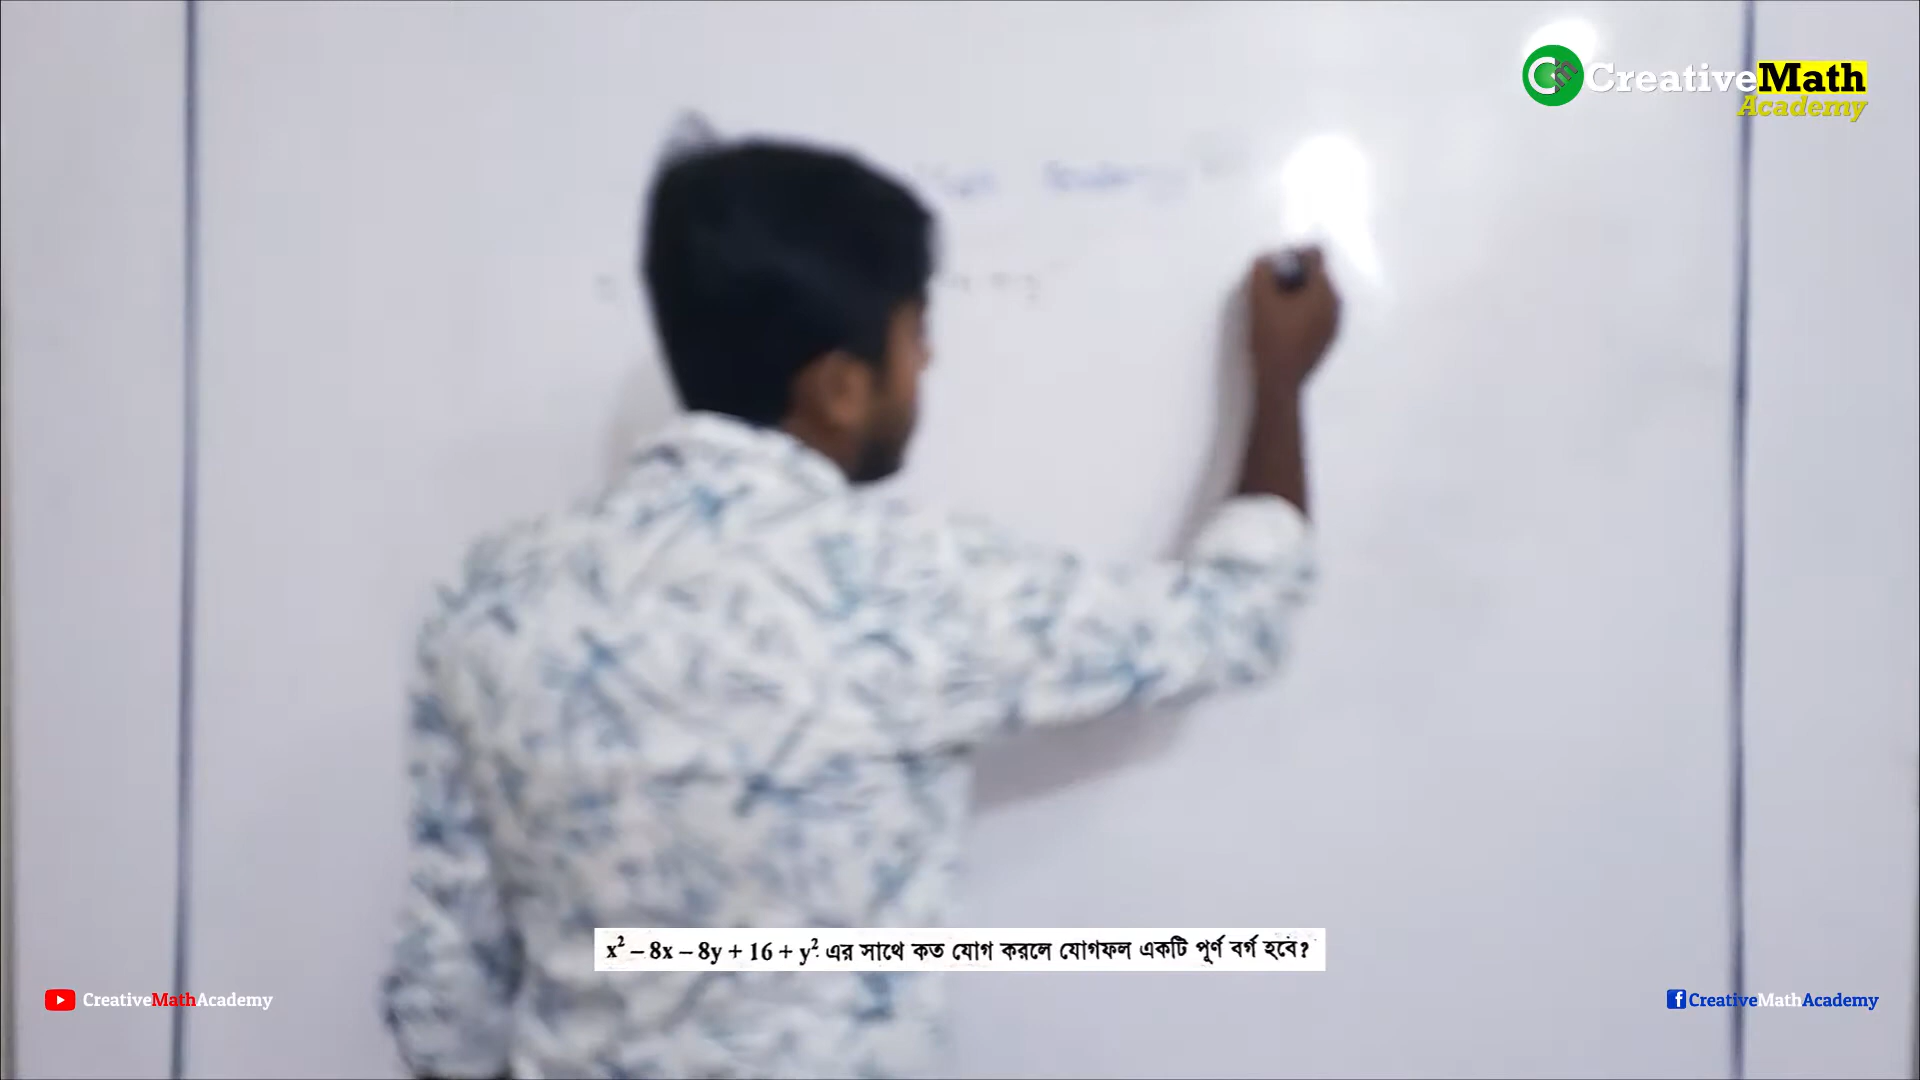 CreativeMath
Academy
x² – 8x – 8y + 16 + y² এর সাথে কত যোগ করলে যোগফল একটি পূর্ণ বর্গ হবে?
CreativeMathAcademy
CreativeMathAcademy